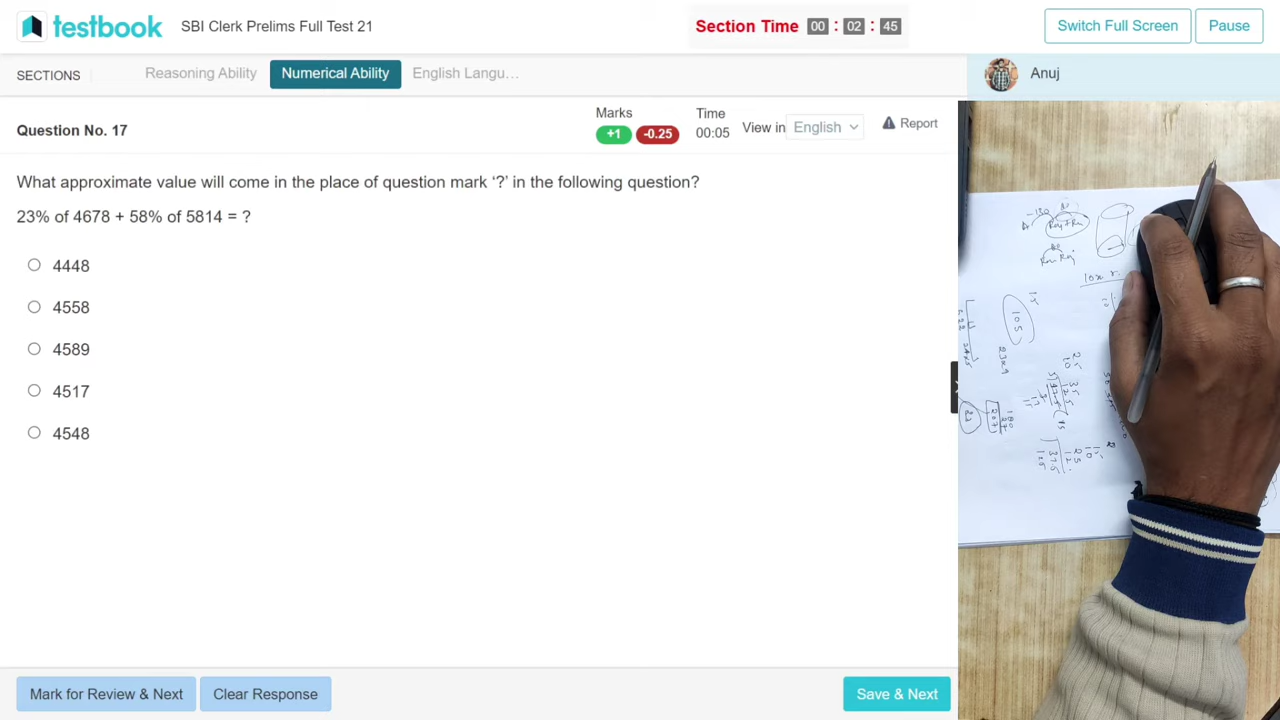 testbook
SBI Clerk Prelims Full Test 21
Section Time 00 : 02 : 45
Switch Full Screen
Pause
SECTIONS
Reasoning Ability
Numerical Ability
English Langu...
Anuj
Question No. 17
Marks
+1 -0.25
Time
00:05
View in English
Report
What approximate value will come in the place of question mark ‘?’ in the following question?
23% of 4678 + 58% of 5814 = ?
4448
4558
4589
4517
4548
105
23x9
Mark for Review & Next
Clear Response
Save & Next